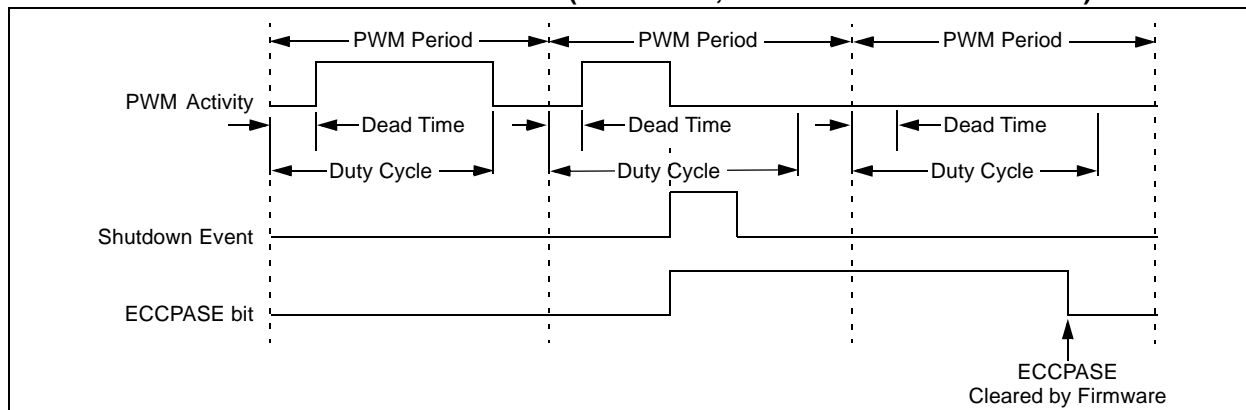 PWM Period PWM Period PWM Period
PWM Activity
Dead Time Dead Time Dead Time
Duty Cycle Duty Cycle Duty Cycle
Shutdown Event
ECCPASE bit
ECCPASE
Cleared by Firmware